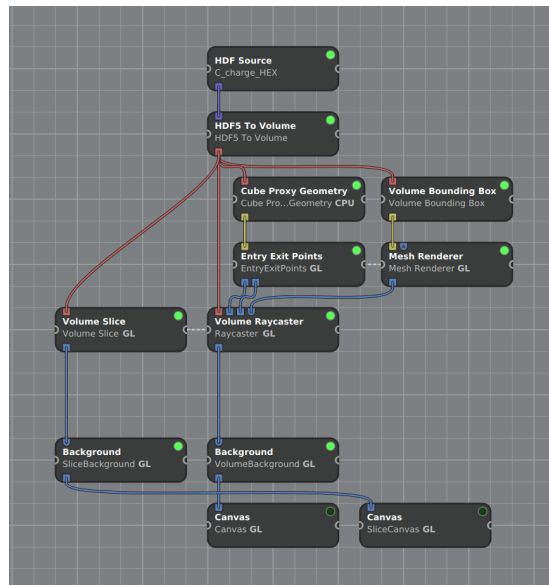 HDF Source
C_charge_HEX
HDF5 To Volume
HDF5 To Volume
Cube Proxy Geometry
Cube Pro...Geometry CPU
Volume Bounding Box
Volume Bounding Box
Entry Exit Points
EntryExitPoints GL
Mesh Renderer
Mesh Renderer GL
Volume Slice
Volume Slice GL
Volume Raycaster
Raycaster GL
Background
SliceBackground GL
Background
VolumeBackground GL
Canvas
Canvas GL
Canvas
SliceCanvas GL